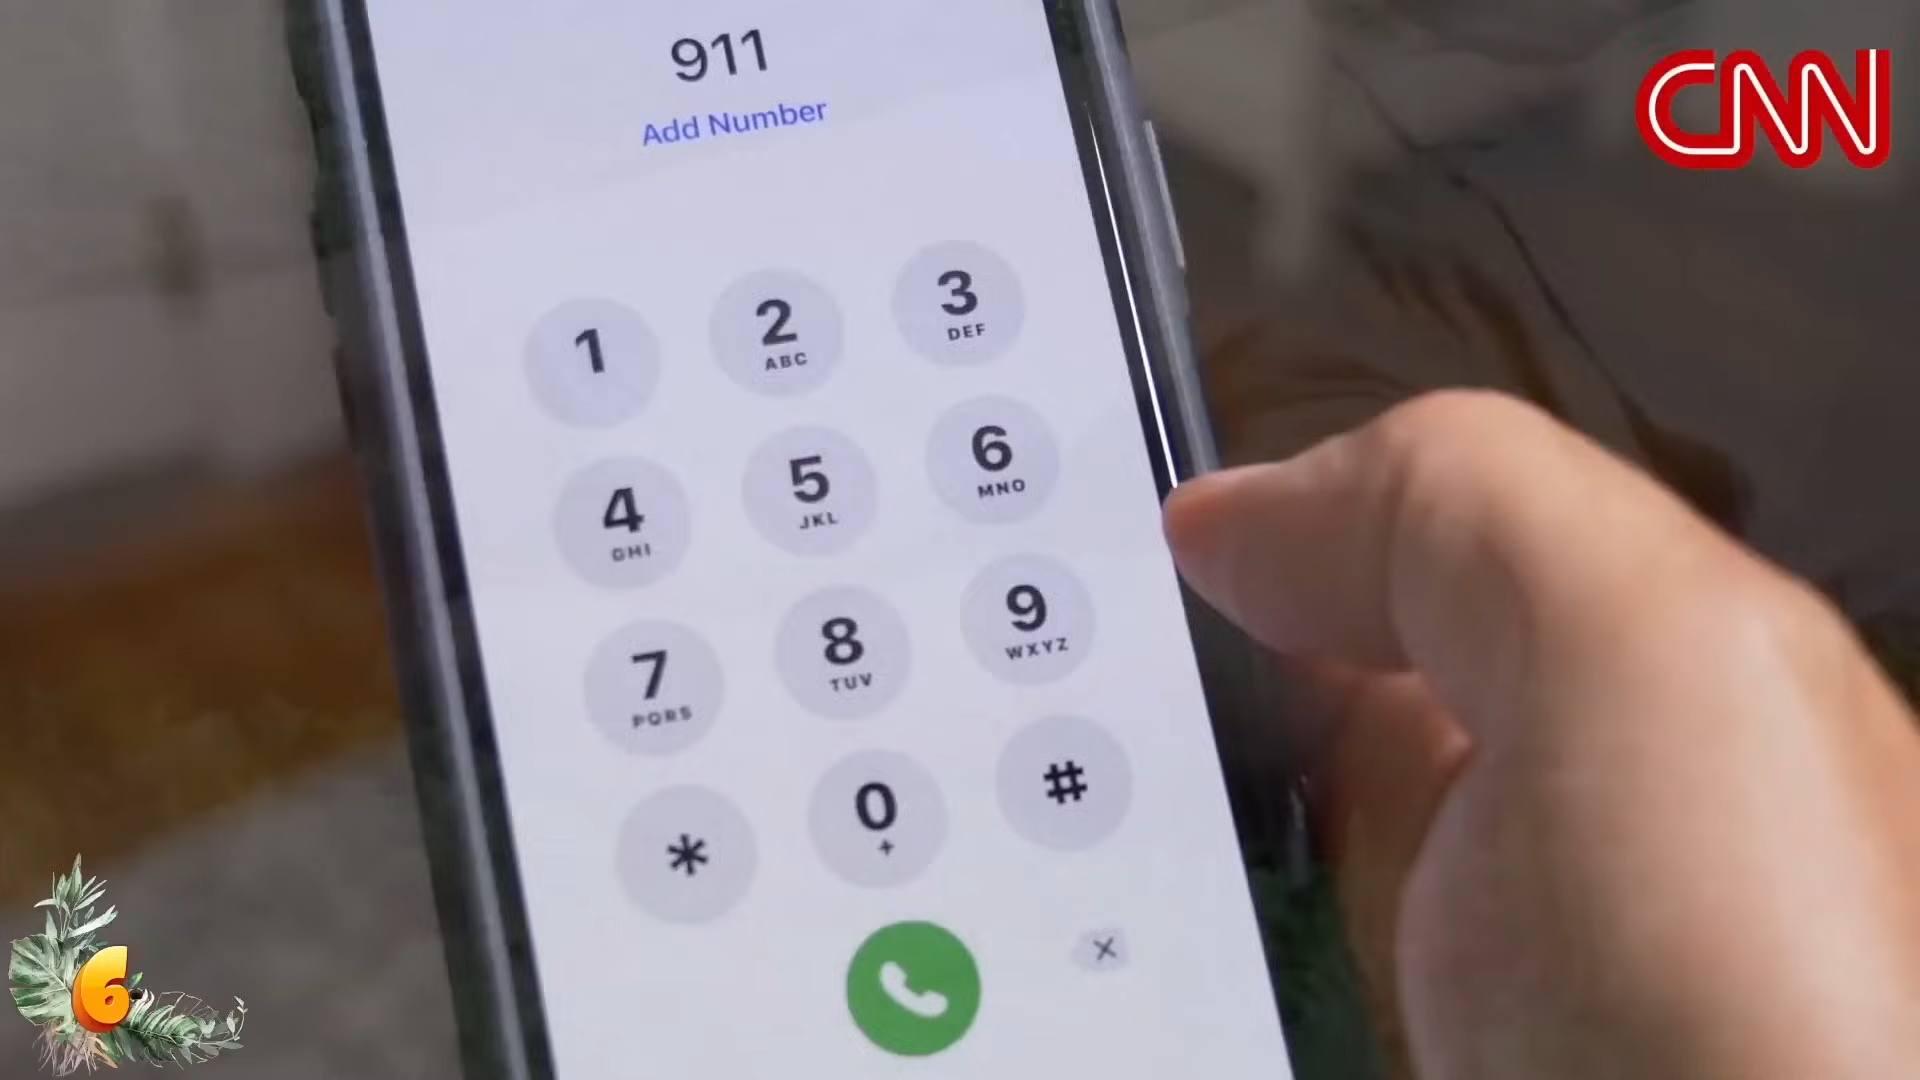 911
CNN
Add Number
1 2 3
ABC DEF
4 5 6
GHI JKL MNO
7 8 9
PQRS TUV WXYZ
* 0 #
+
6